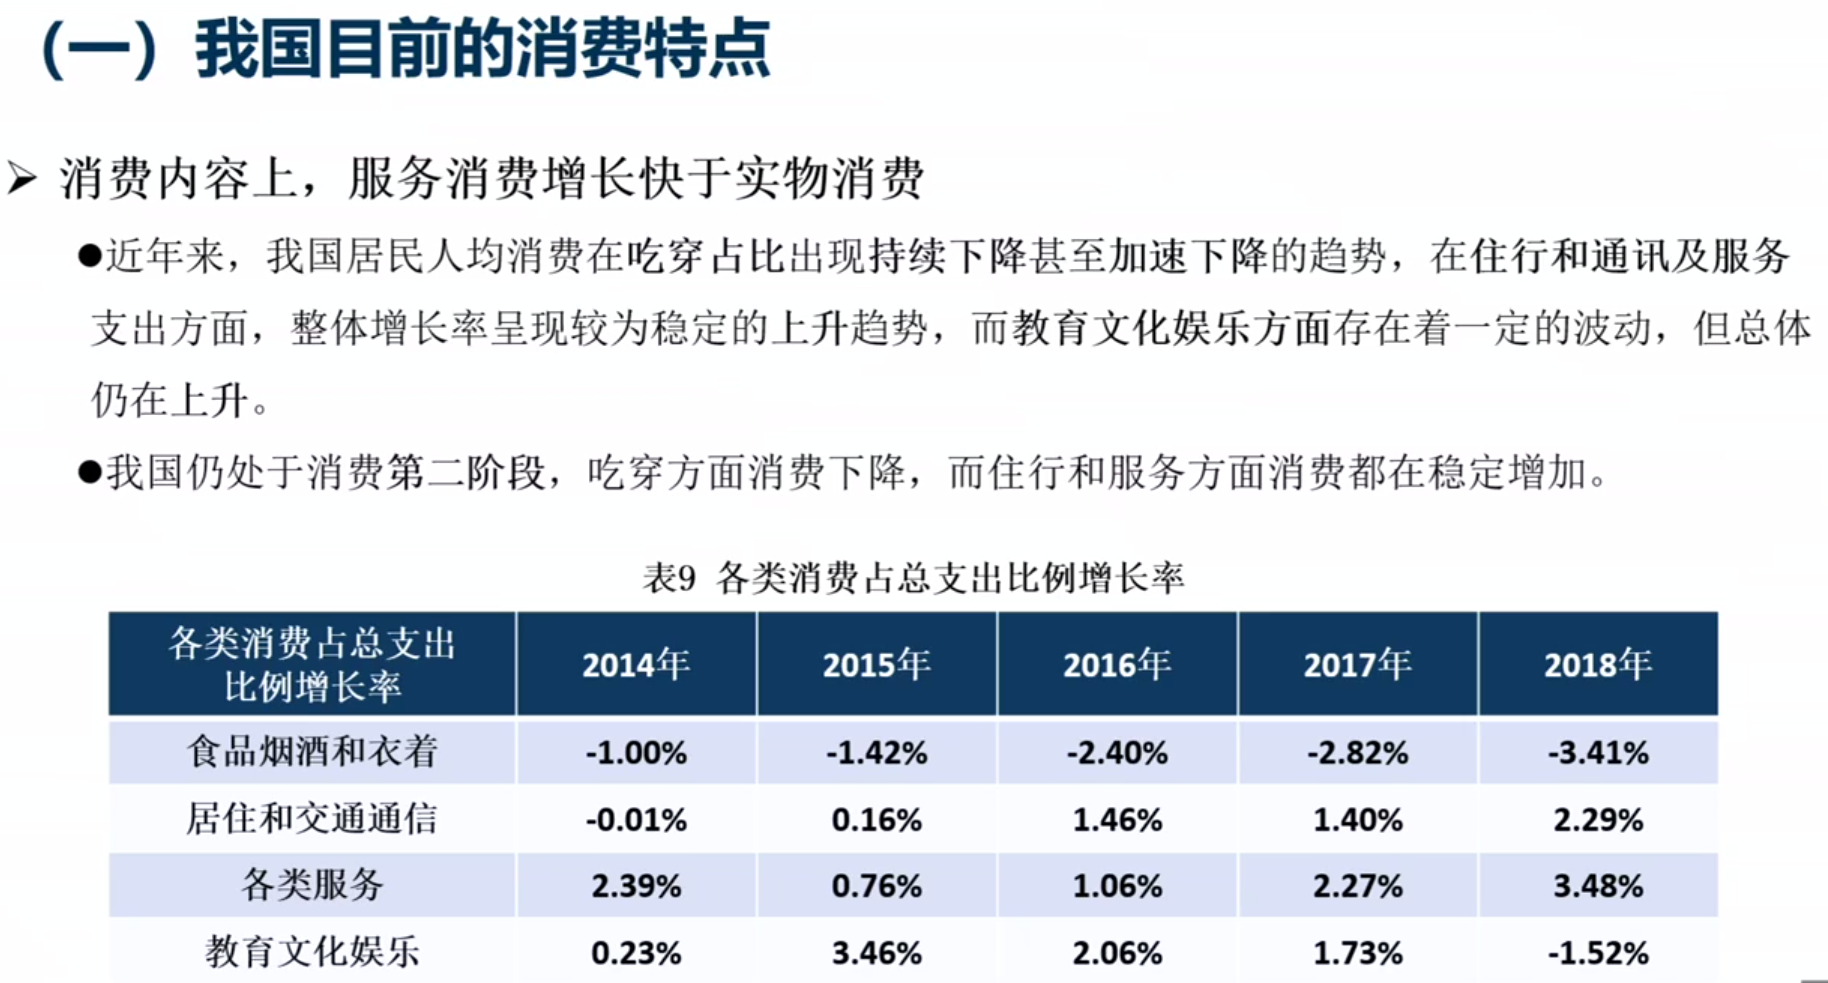 （一）我国目前的消费特点
➢ 消费内容上，服务消费增长快于实物消费
●近年来，我国居民人均消费在吃穿占比出现持续下降甚至加速下降的趋势，在住行和通讯及服务
支出方面，整体增长率呈现较为稳定的上升趋势，而教育文化娱乐方面存在着一定的波动，但总体
仍在上升。
●我国仍处于消费第二阶段，吃穿方面消费下降，而住行和服务方面消费都在稳定增加。
表9 各类消费占总支出比例增长率
各类消费占总支出
比例增长率 2014年 2015年 2016年 2017年 2018年
食品烟酒和衣着 -1.00% -1.42% -2.40% -2.82% -3.41%
居住和交通通信 -0.01% 0.16% 1.46% 1.40% 2.29%
各类服务 2.39% 0.76% 1.06% 2.27% 3.48%
教育文化娱乐 0.23% 3.46% 2.06% 1.73% -1.52%